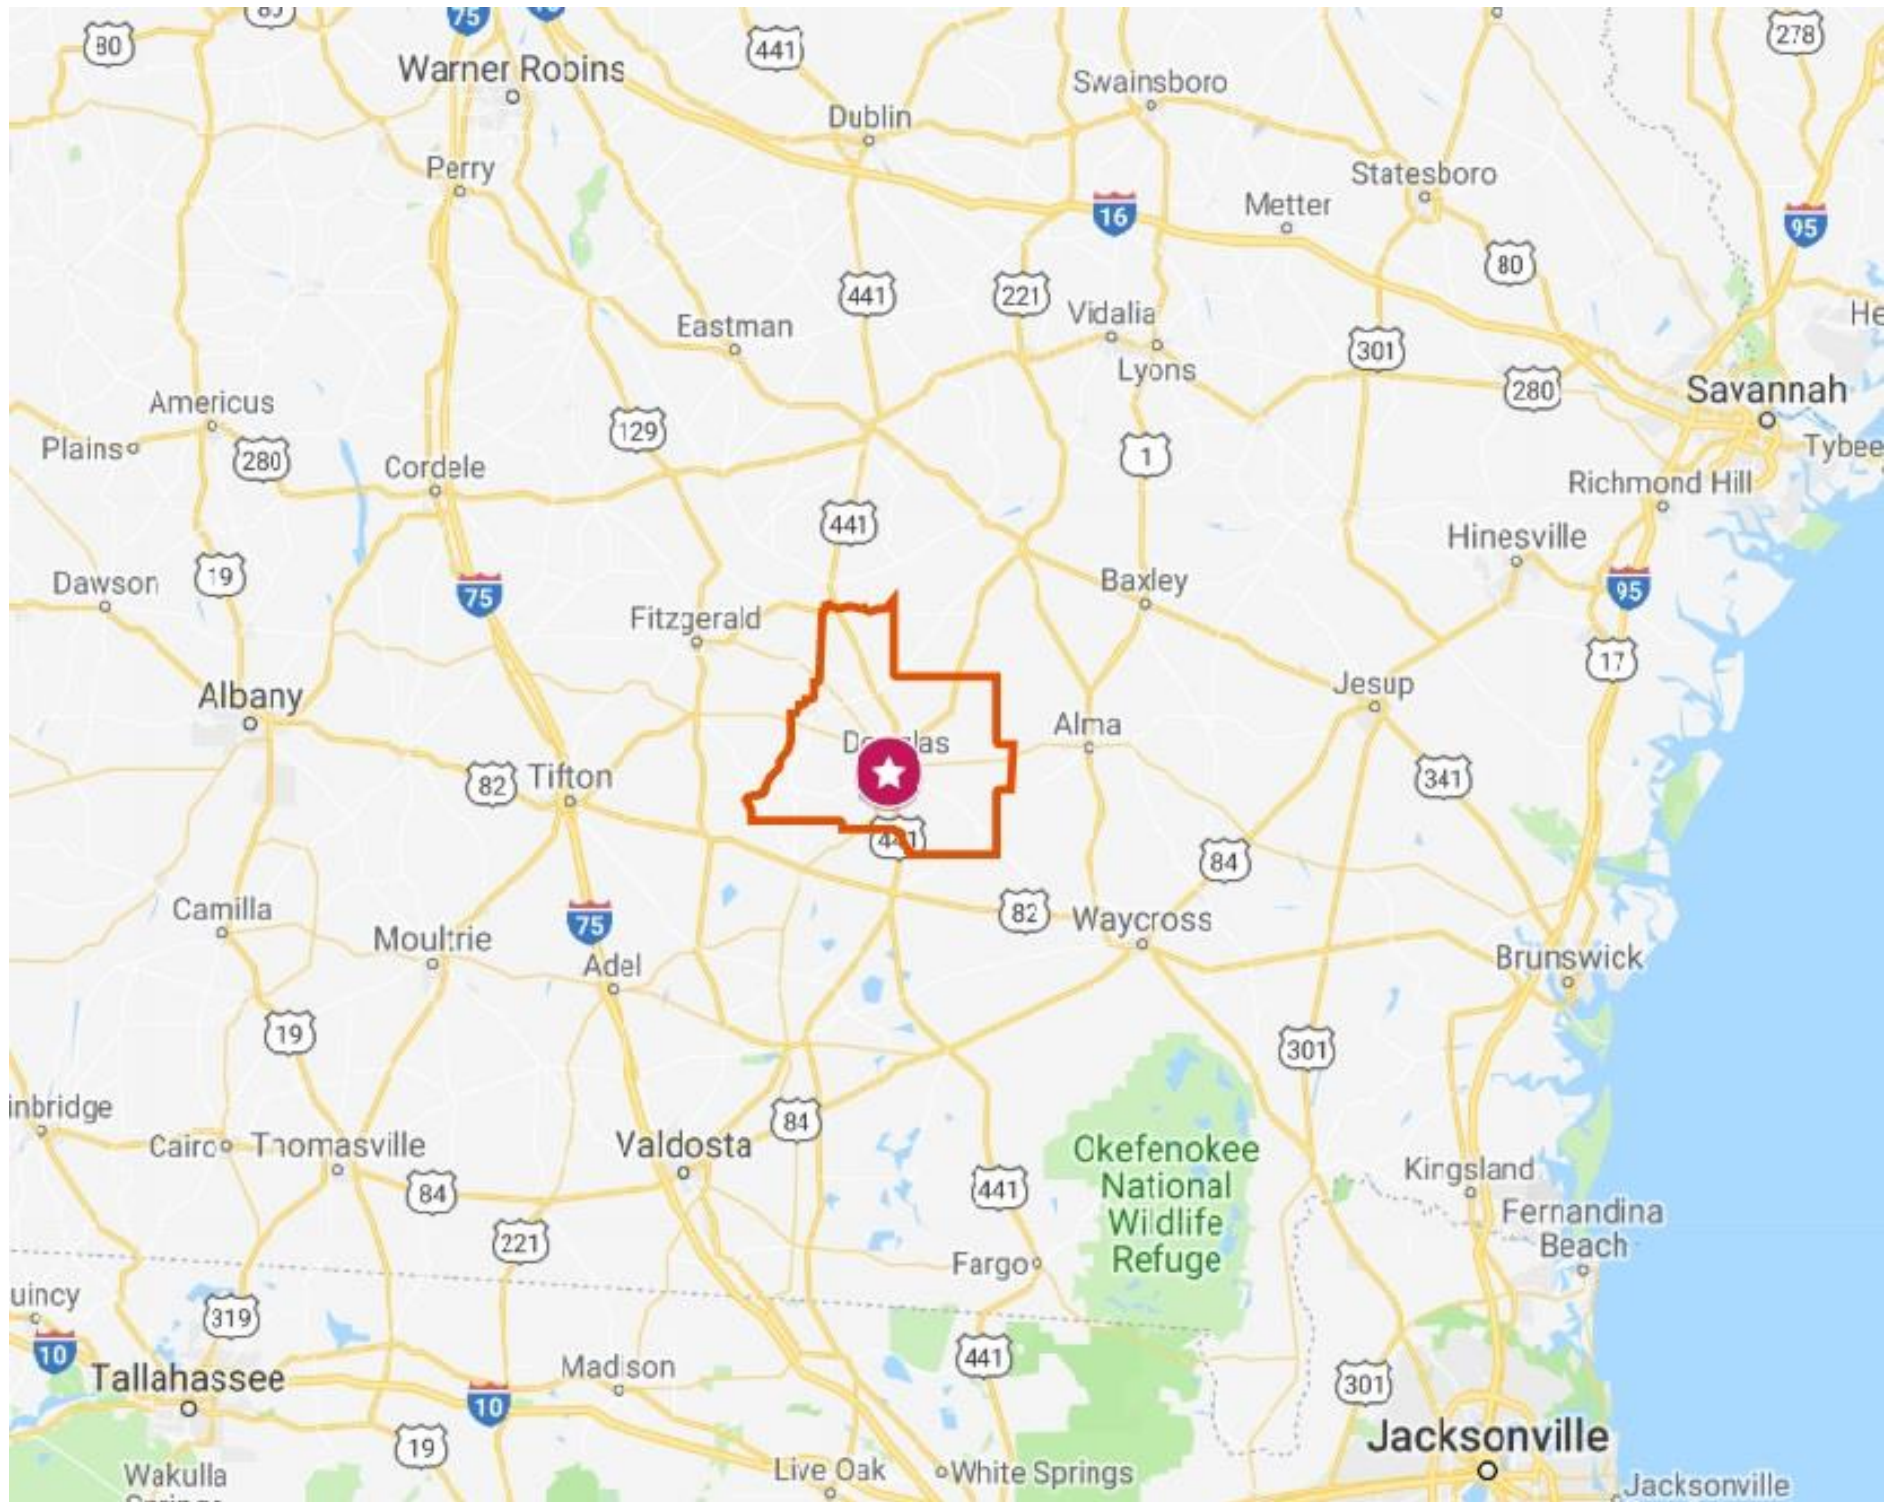 75
80
441
278
Warner Robins
Swainsboro
Dublin
Perry
Statesboro
16
Metter
95
80
441
221
Vidalia
Eastman
301
Lyons
280
Savannah
Americus
129
Plains
280
1
Tybee
Cordele
Richmond Hill
441
Hinesville
19
Dawson
75
Baxley
95
Fitzgerald
17
Albany
Jesup
Alma
82
Tifton
341
441
84
Camilla
82
Waycross
75
Moultrie
Adel
Brunswick
19
301
inbridge
Cairo
Thomasville
Valdosta
84
Okefenokee
National
Wildlife
Refuge
Kingsland
84
441
Fernandina
Beach
221
Fargo
uincy
319
10
441
Madison
Tallahassee
301
10
Jacksonville
19
Wakulla
Live Oak
White Springs
Jacksonville